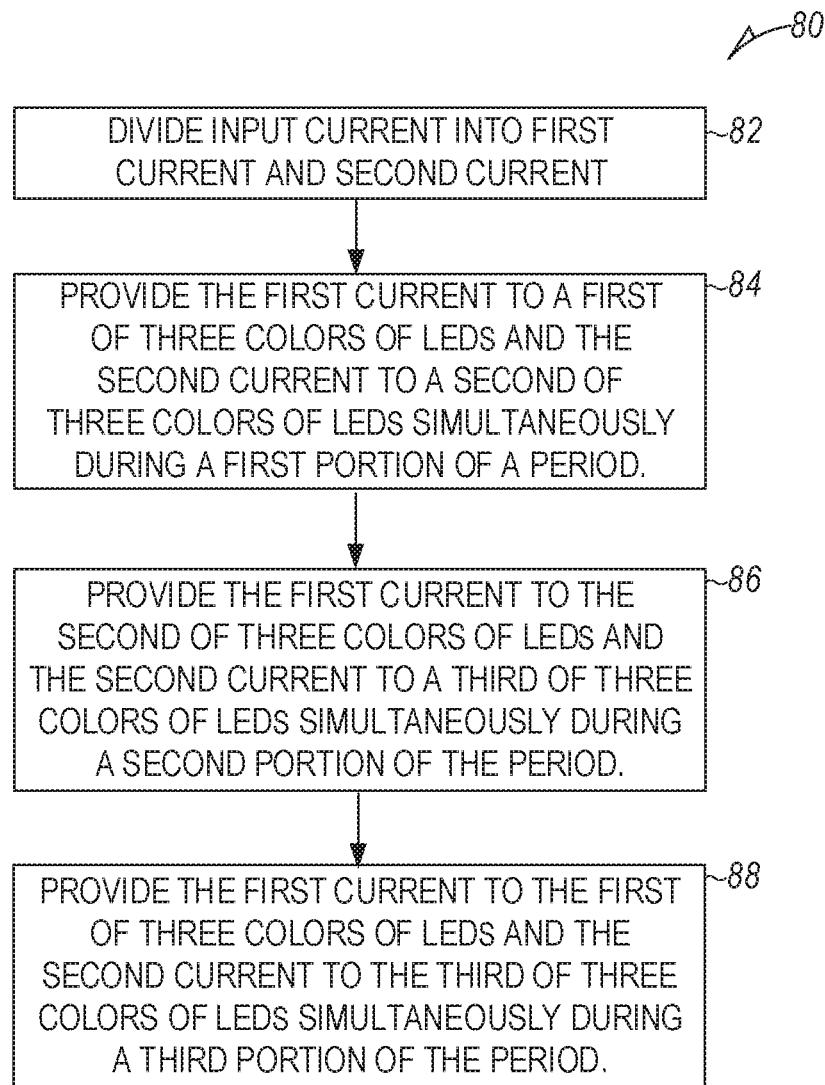 80
DIVIDE INPUT CURRENT INTO FIRST
CURRENT AND SECOND CURRENT
82
PROVIDE THE FIRST CURRENT TO A FIRST
OF THREE COLORS OF LEDS AND THE
SECOND CURRENT TO A SECOND OF
THREE COLORS OF LEDS SIMULTANEOUSLY
DURING A FIRST PORTION OF A PERIOD.
84
PROVIDE THE FIRST CURRENT TO THE
SECOND OF THREE COLORS OF LEDS AND
THE SECOND CURRENT TO A THIRD OF THREE
COLORS OF LEDS SIMULTANEOUSLY DURING
A SECOND PORTION OF THE PERIOD.
86
PROVIDE THE FIRST CURRENT TO THE FIRST
OF THREE COLORS OF LEDS AND THE
SECOND CURRENT TO THE THIRD OF THREE
COLORS OF LEDS SIMULTANEOUSLY DURING
A THIRD PORTION OF THE PERIOD.
88